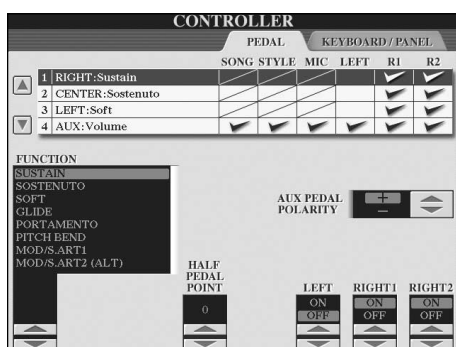 CONTROLLER
PEDAL KEYBOARD / PANEL
SONG STYLE MIC LEFT R1 R2
1 RIGHT:Sustain
2 CENTER:Sostenuto
3 LEFT:Soft
4 AUX:Volume
FUNCTION
SUSTAIN
SOSTENUTO
SOFT
GLIDE
PORTAMENTO
PITCH BEND
MOD/S.ART1
MOD/S.ART2 (ALT)
AUX PEDAL
POLARITY
+
−
HALF
PEDAL
POINT
0
LEFT RIGHT1 RIGHT2
ON ON ON
OFF OFF OFF